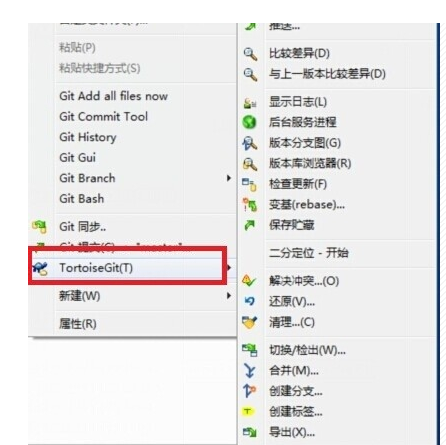 粘贴(P)
粘贴快捷方式(S)
Git Add all files now
Git Commit Tool
Git History
Git Gui
Git Branch
Git Bash
Git 同步..
TortoiseGit(T)
新建(W)
属性(R)
推送...
比较差异(D)
与上一版本比较差异(D)
显示日志(L)
后台服务进程
版本分支图(G)
版本库浏览器(R)
检查更新(F)
变基(rebase)...
保存贮藏
二分定位 - 开始
解决冲突...(O)
还原(V)...
清理...(C)
切换/检出(W)...
合并(M)...
创建分支...
创建标签...
导出(X)...